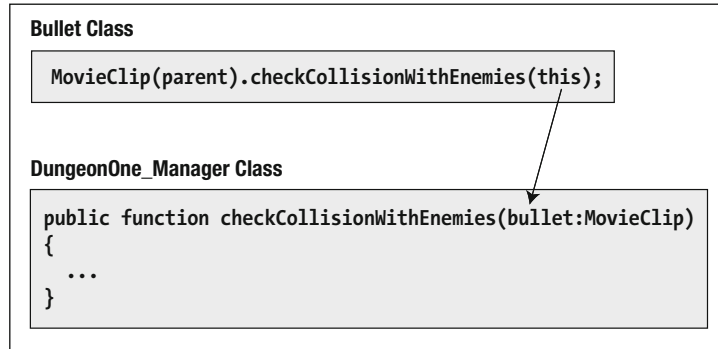 Bullet Class
MovieClip(parent).checkCollisionWithEnemies(this);
DungeonOne_Manager Class
public function checkCollisionWithEnemies(bullet:MovieClip)
{
...
}